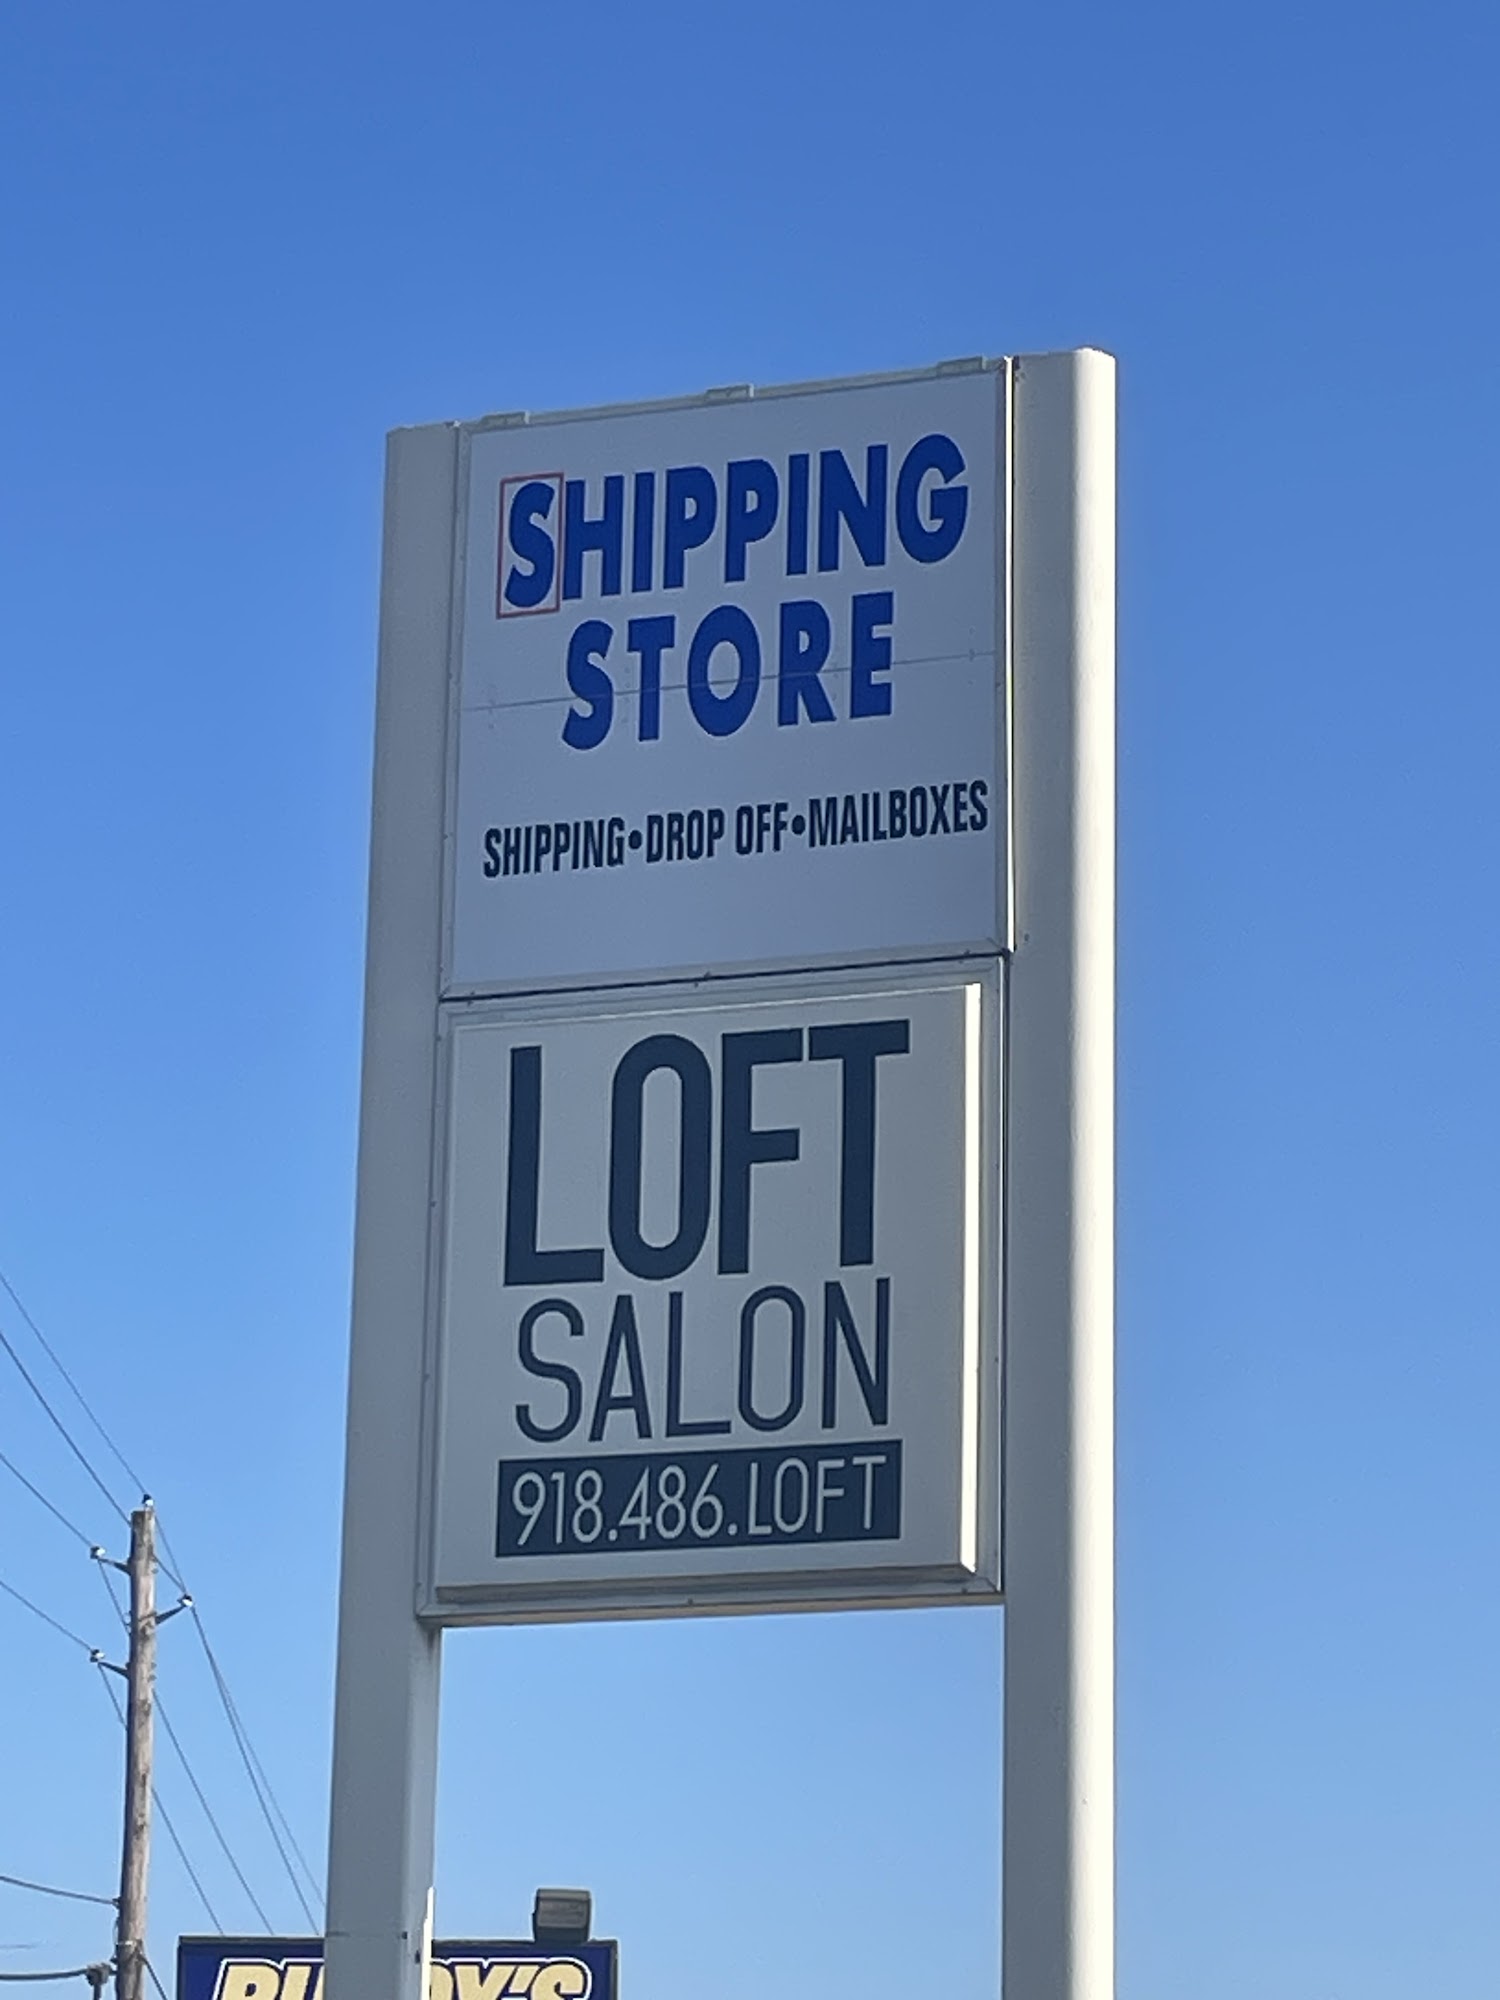 SHIPPING
STORE
SHIPPING•DROP OFF•MAILBOXES
LOFT
SALON
918.486.LOFT